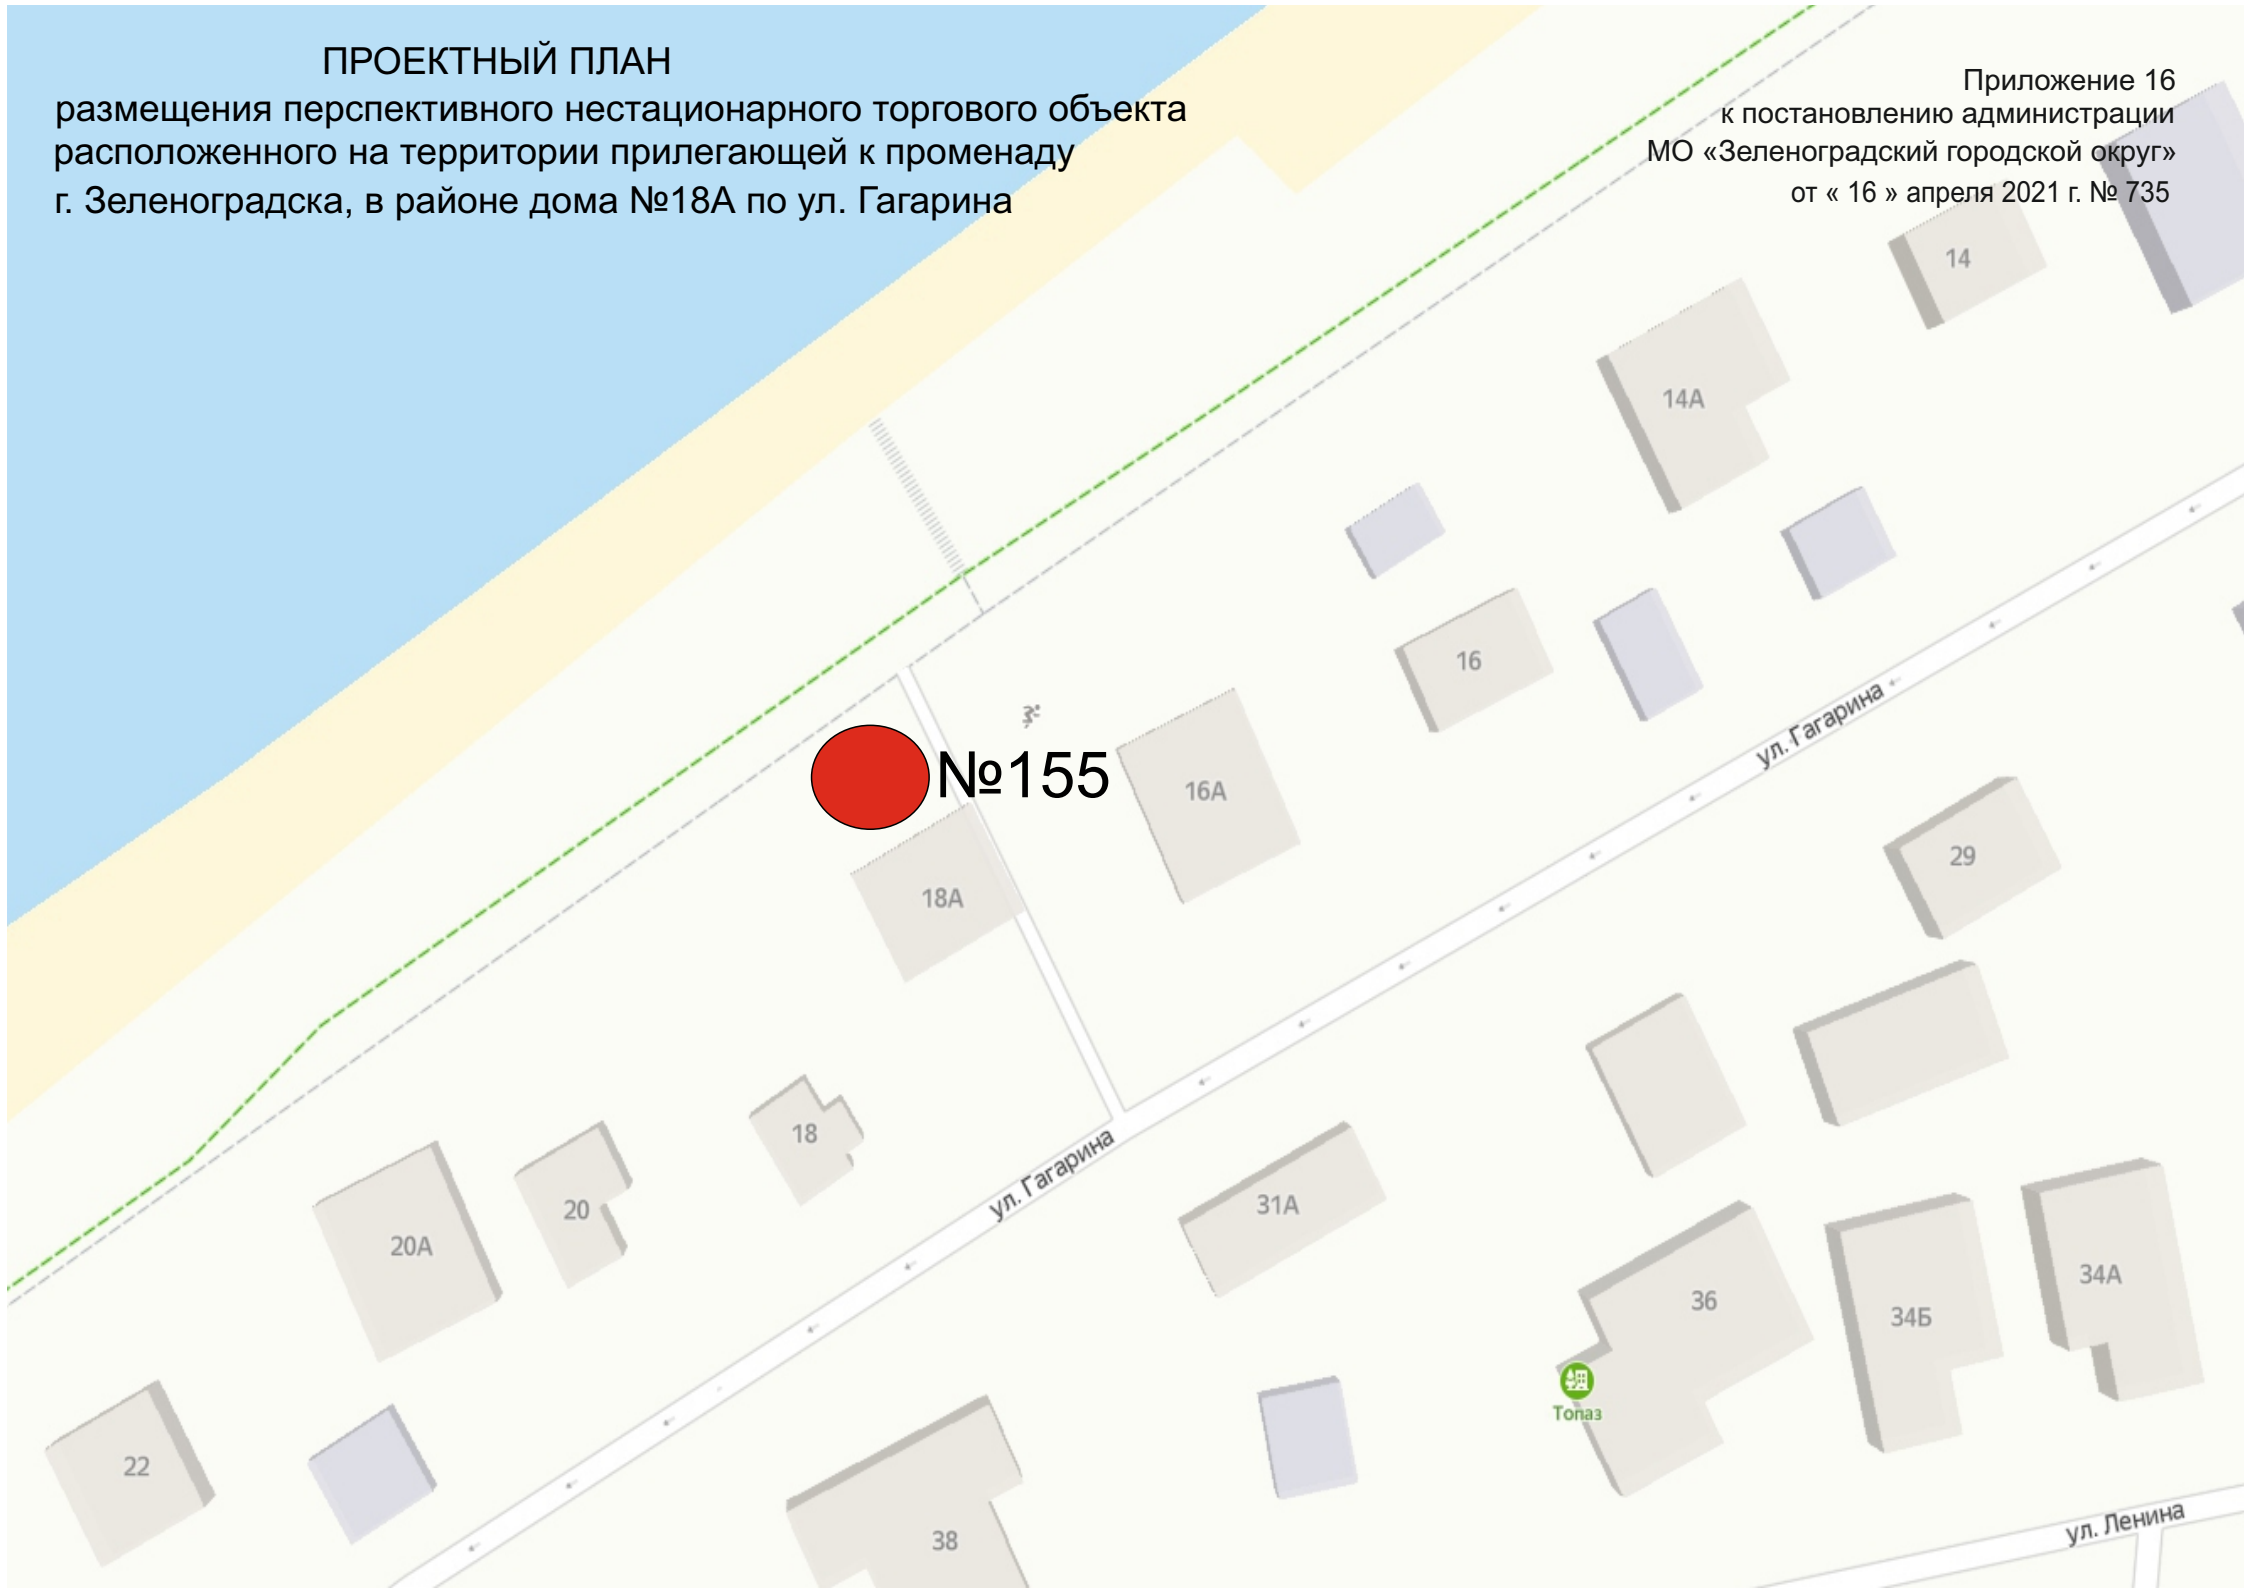 ПРОЕКТНЫЙ ПЛАН
размещения перспективного нестационарного торгового объекта
расположенного на территории прилегающей к променаду
г. Зеленоградска, в районе дома №18А по ул. Гагарина
Приложение 16
к постановлению администрации
МО «Зеленоградский городской округ»
от « 16 » апреля 2021 г. № 735
14
14А
16
ул. Гагарина
№155
16А
29
18А
18
ул. Гагарина
20
31А
20А
34А
36
34Б
Топаз
22
ул. Ленина
38